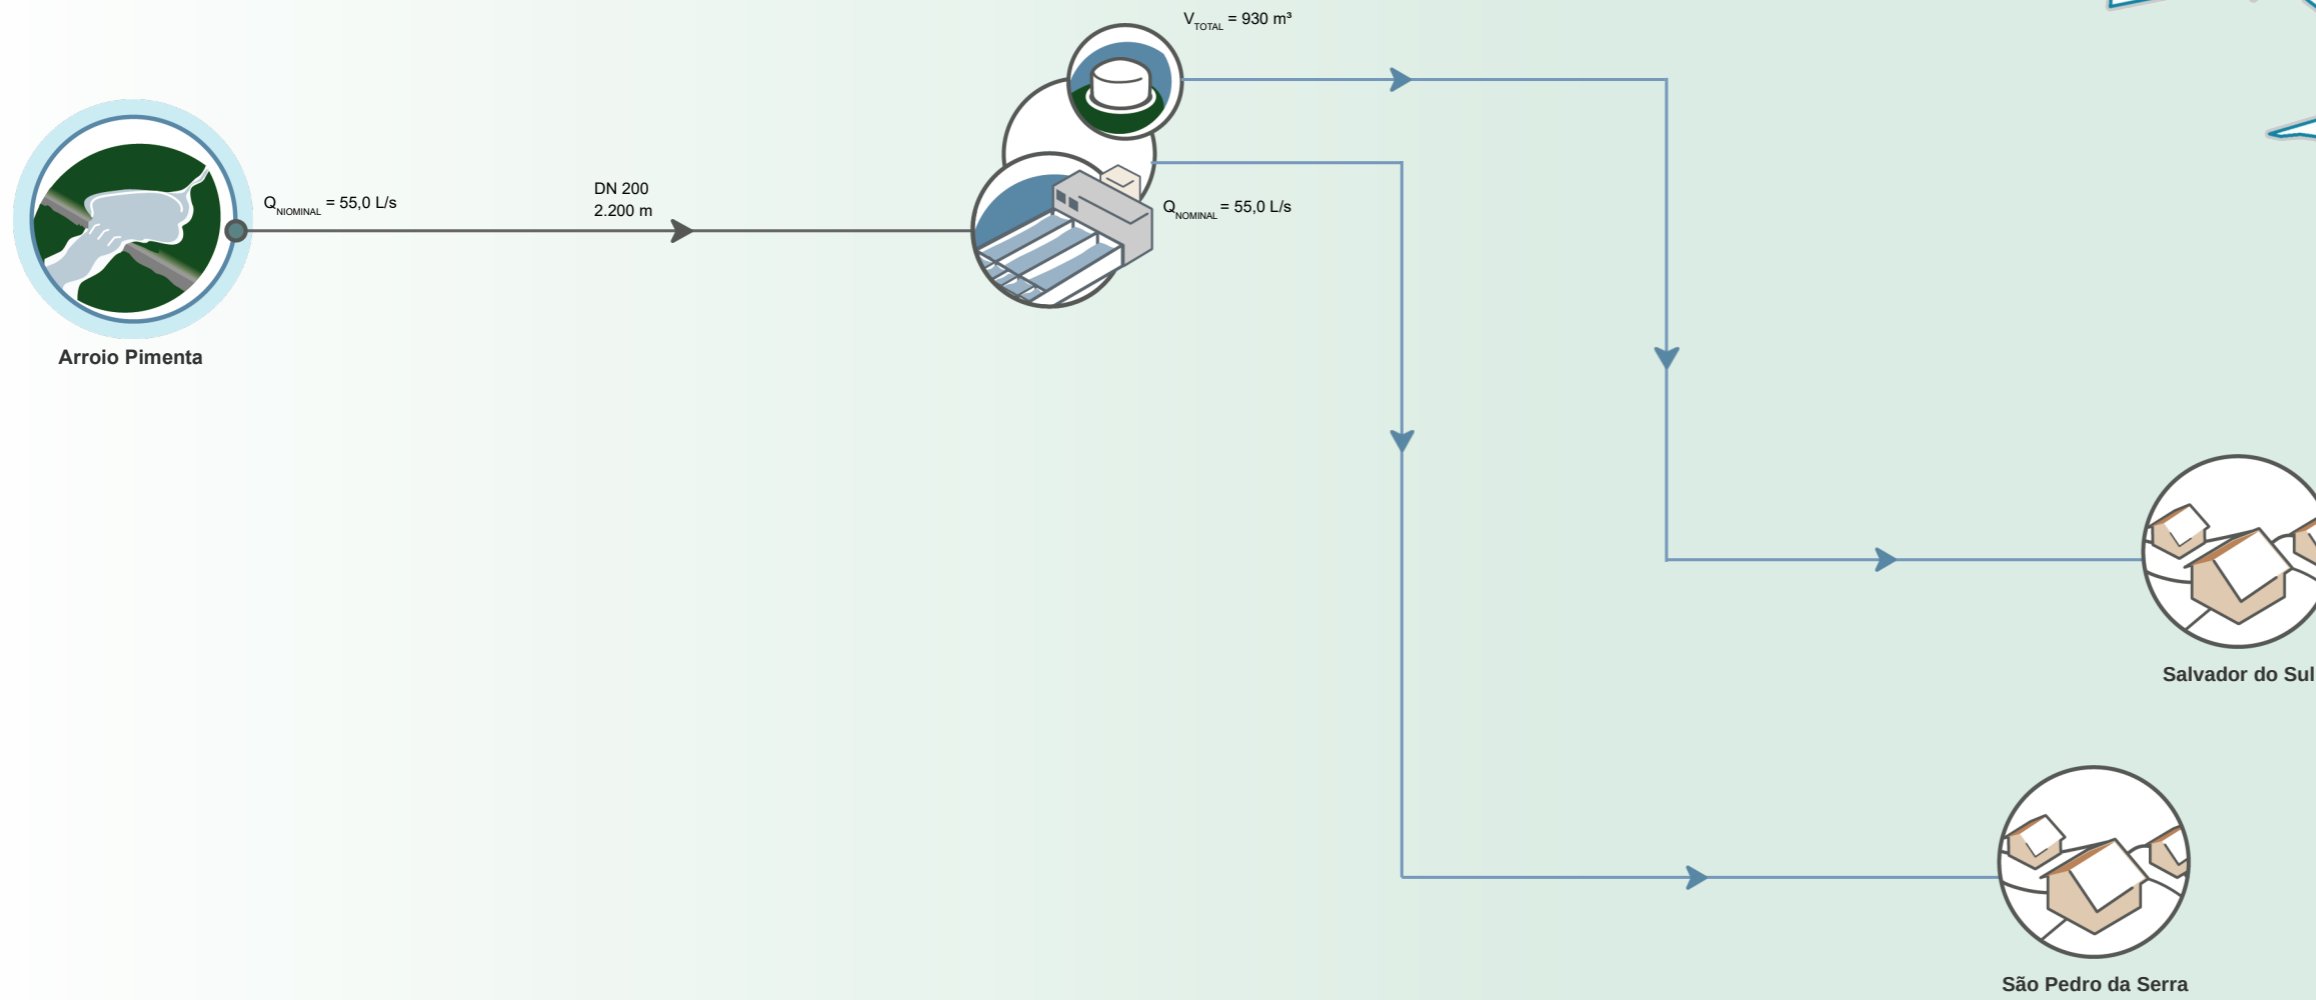 V_TOTAL = 930 m³
DN 200
2.200 m
Q_NIOMINAL = 55,0 L/s
Q_NOMINAL = 55,0 L/s
Arroio Pimenta
Salvador do Sul
São Pedro da Serra